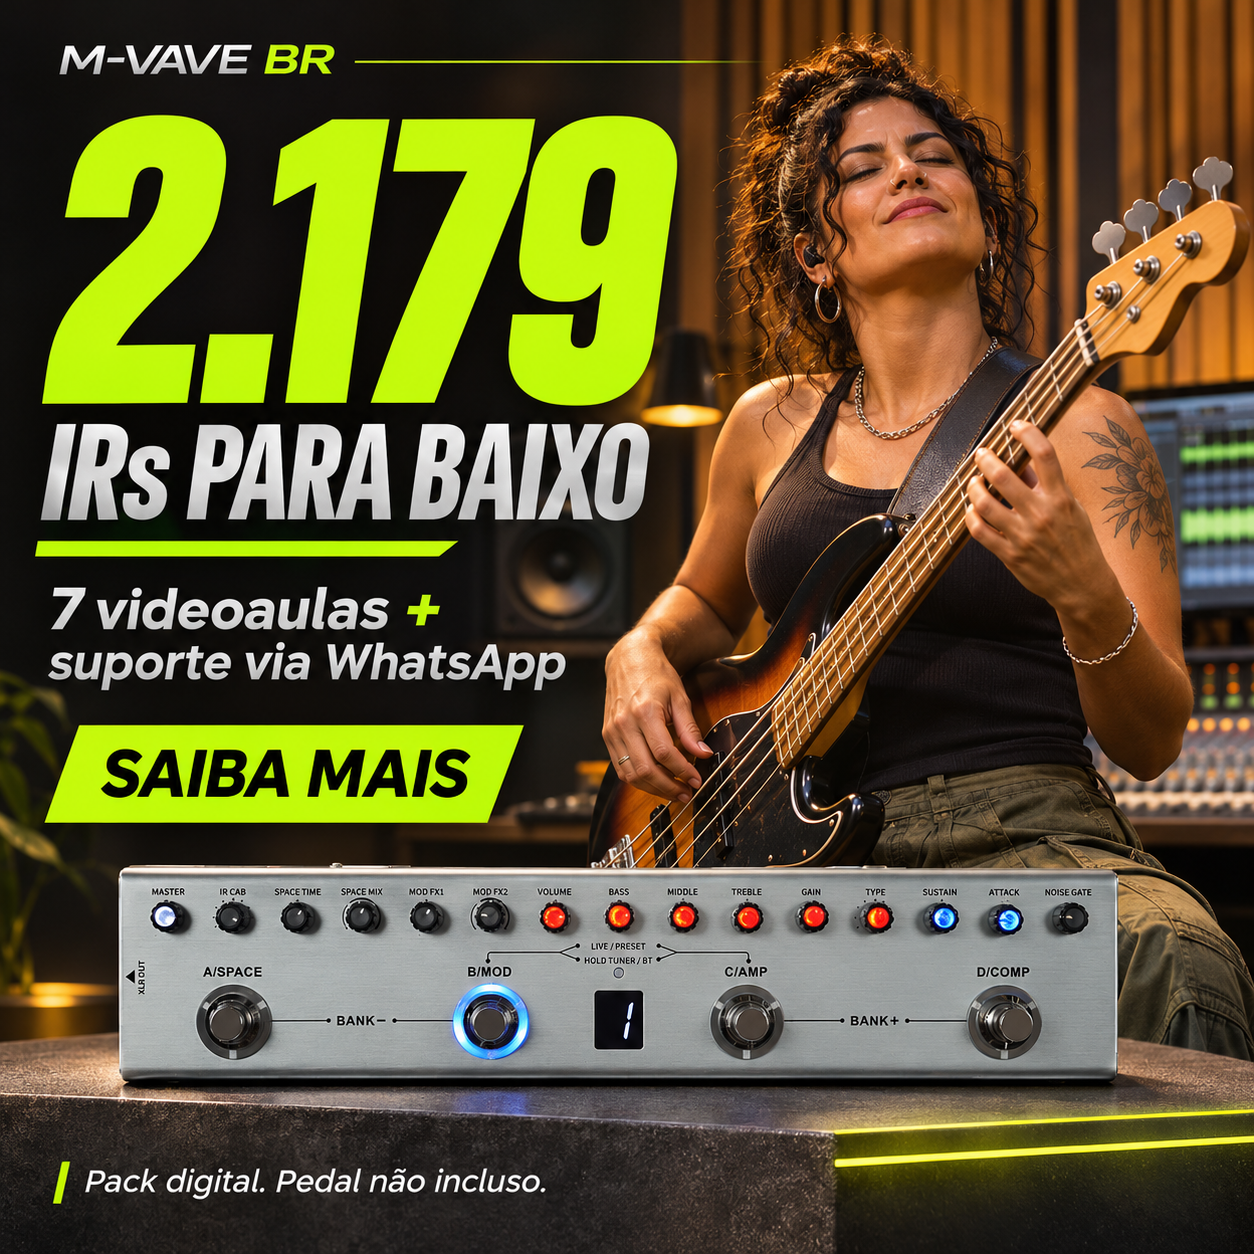 M-VAVE BR
2.179
IRs PARA BAIXO
7 videoaulas +
suporte via WhatsApp
SAIBA MAIS
MASTER IR CAB SPACE TIME SPACE MIX MOD FX1 MOD FX2 VOLUME BASS MIDDLE TREBLE GAIN TYPE SUSTAIN ATTACK NOISE GATE
LIVE / PRESET
HOLD TUNER / BT
XLR OUT
A/SPACE B/MOD C/AMP D/COMP
BANK− 1 BANK+
Pack digital. Pedal não incluso.